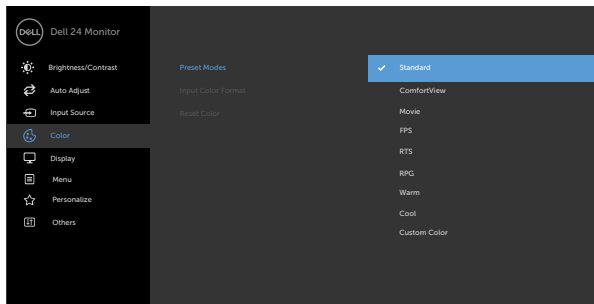 DELL Dell 24 Monitor
Brightness/Contrast Preset Modes Standard
Auto Adjust Input Color Format ComfortView
Input Source Reset Color Movie
Color FPS
Display RTS
Menu RPG
Personalize Warm
Others Cool
Custom Color